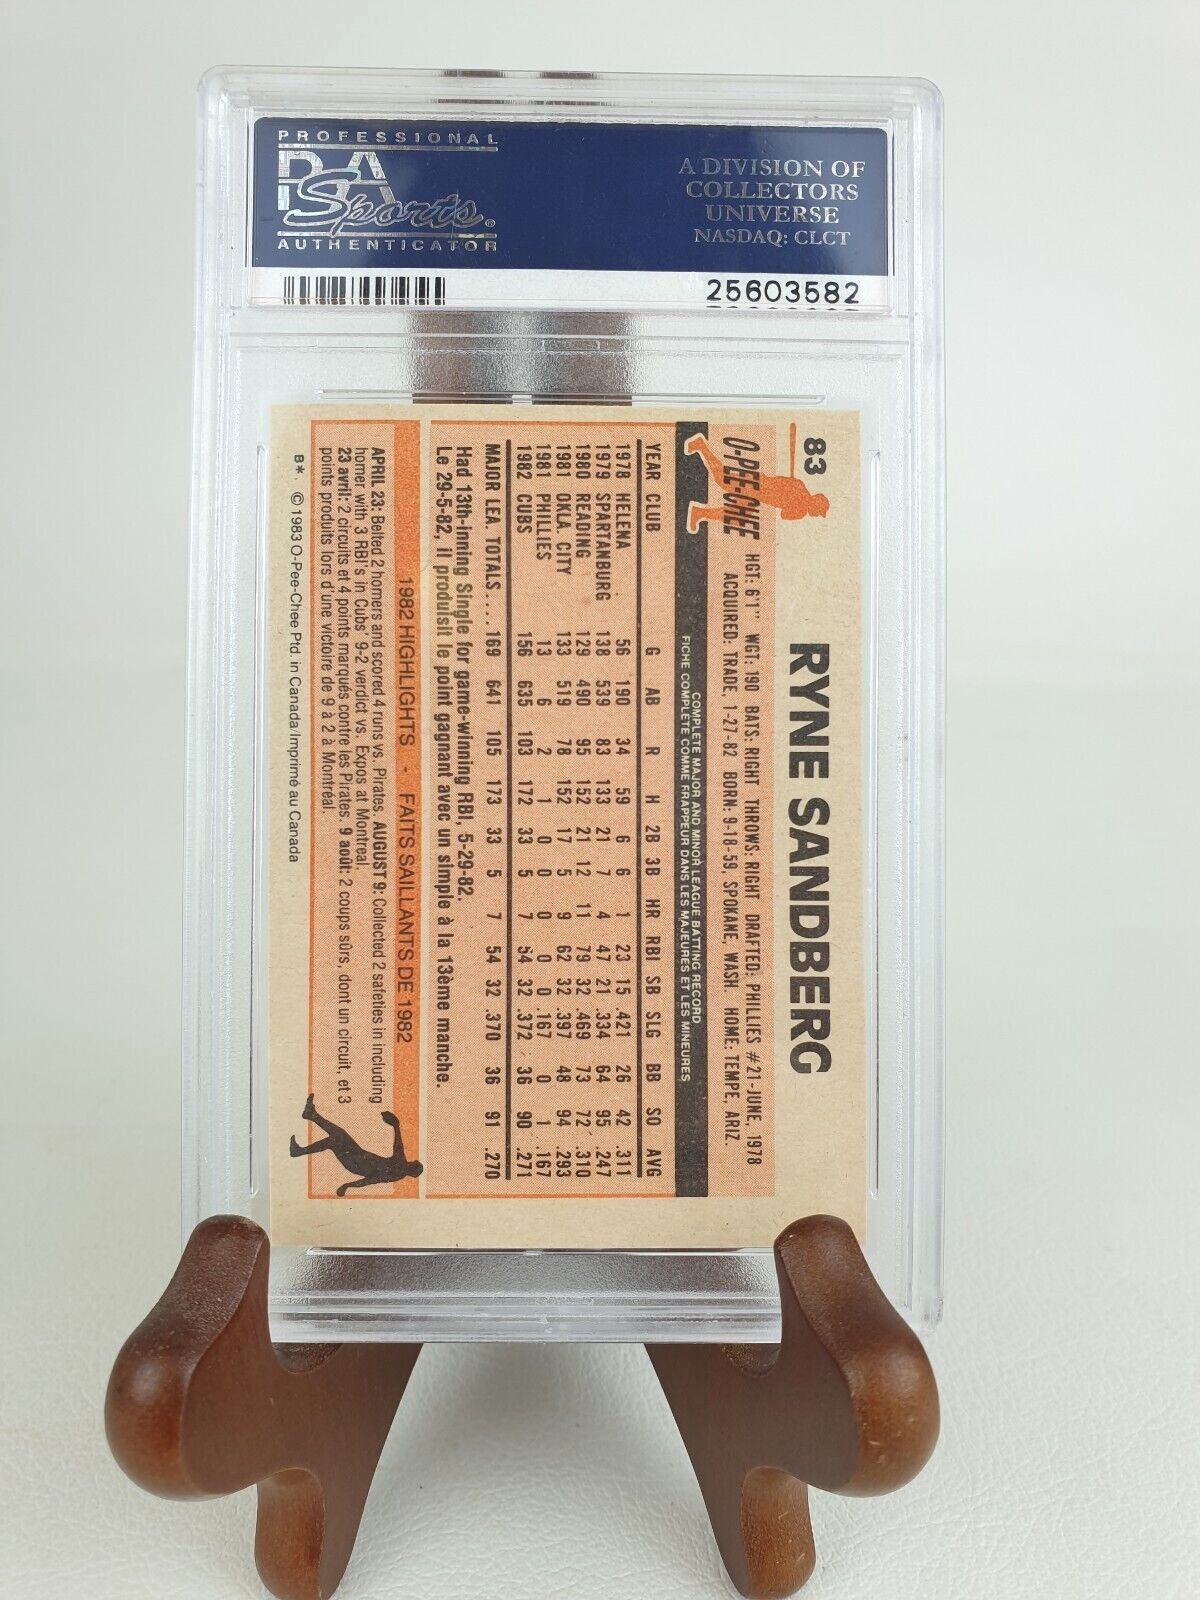 PROFESSIONAL
PSA
Sports®
AUTHENTICATOR
A DIVISION OF
COLLECTORS
UNIVERSE
NASDAQ: CLCT
25603582
83
RYNE SANDBERG
O-PEE-CHEE
HGT: 6'1" WGT: 190 BATS: RIGHT THROWS: RIGHT DRAFTED: PHILLIES #21-JUNE, 1978
ACQUIRED: TRADE, 1-27-82 BORN: 9-18-59, SPOKANE, WASH. HOME: TEMPE, ARIZ.
COMPLETE MAJOR AND MINOR LEAGUE BATTING RECORD
FICHE COMPLÈTE COMME FRAPPEUR DANS LES MAJEURES ET LES MINEURES
YEAR CLUB G AB R H 2B 3B HR RBI SB SLG BB SO AVG
1978 HELENA 56 190 34 59 6 6 1 23 15 .421 26 42 .311
1979 SPARTANBURG 138 539 83 133 21 7 4 47 21 .334 64 95 .247
1980 READING 129 490 95 152 21 12 11 79 32 .469 73 72 .310
1981 OKLA. CITY 133 519 78 152 17 5 9 62 32 .397 48 94 .293
1981 PHILLIES 13 6 2 1 0 0 0 0 0 .167 0 1 .167
1982 CUBS 156 635 103 172 33 5 7 54 32 .372 36 90 .271
MAJOR LEA. TOTALS.... 169 641 105 173 33 5 7 54 32 .370 36 91 .270
Had 13th-inning Single for game-winning RBI, 5-29-82.
Le 29-5-82, il produisit le point gagnant avec un simple à la 13ème manche.
1982 HIGHLIGHTS - FAITS SAILLANTS DE 1982
APRIL 23: Belted 2 homers and scored 4 runs vs. Pirates. AUGUST 9: Collected 2 safeties in including
homer with 3 RBI's in Cubs' 9-2 verdict vs. Expos at Montreal.
23 avril: 2 circuits et 4 points marqués contre les Pirates. 9 août: 2 coups sûrs, dont un circuit, et 3
points produits lors d'une victoire de 9 à 2 à Montréal.
B*. © 1983 O-Pee-Chee Ptd. in Canada/Imprimé au Canada